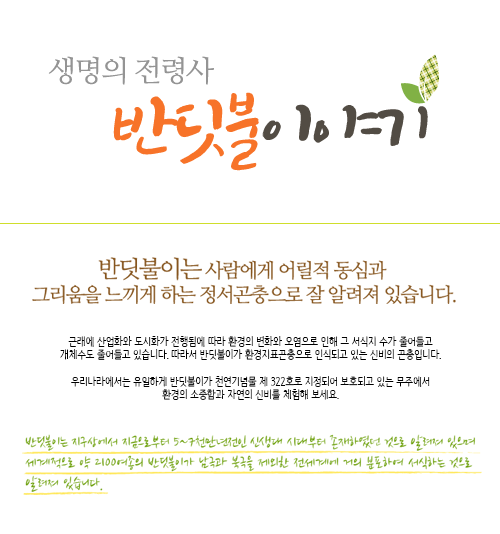 생명의 전령사
반딧불이이야기
반딧불이는 사람에게 어릴적 동심과
그리움을 느끼게 하는 정서곤충으로 잘 알려져 있습니다.
근래에 산업화와 도시화가 진행됨에 따라 환경의 변화와 오염으로 인해 그 서식지 수가 줄어들고
개체수도 줄어들고 있습니다. 따라서 반딧불이가 환경지표곤충으로 인식되고 있는 신비의 곤충입니다.
우리나라에서는 유일하게 반딧불이가 천연기념물 제 322호로 지정되어 보호되고 있는 무주에서
환경의 소중함과 자연의 신비를 체험해 보세요.
반딧불이는 지구상에서 지금으로부터 5~7천만년전인 신생대 시대부터 존재하였던 것으로 알려져 있으며
세계적으로 약 2100여종의 반딧불이가 남극과 북극을 제외한 전세계에 거의 분포하여 서식하는 것으로
알려져 있습니다.